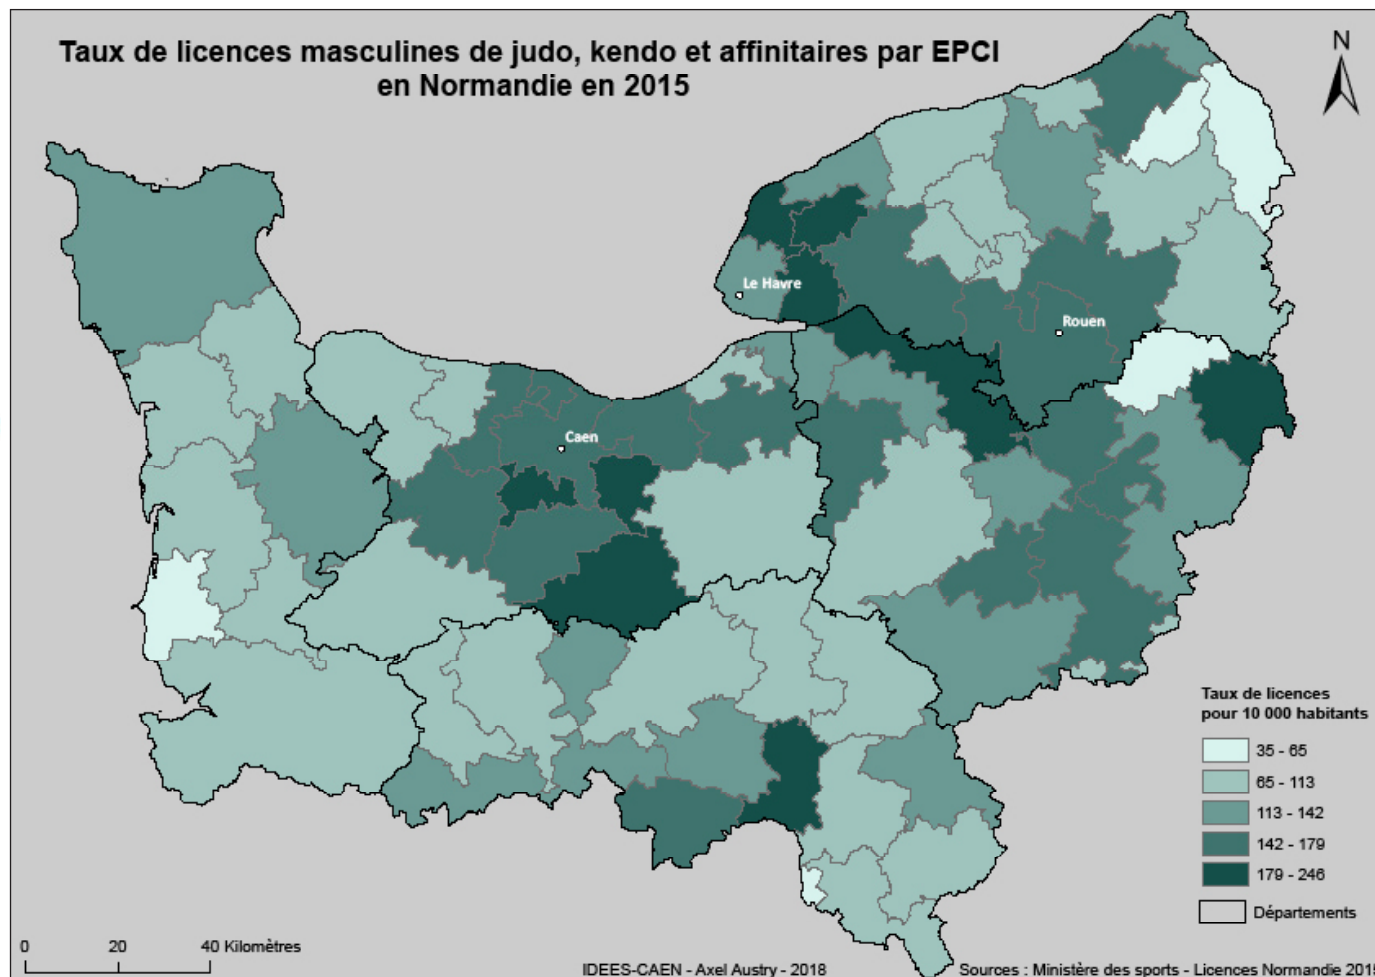 Taux de licences masculines de judo, kendo et affinitaires par EPCI
en Normandie en 2015
N
Le Havre
Rouen
Caen
Taux de licences
pour 10 000 habitants
35 - 65
65 - 113
113 - 142
142 - 179
179 - 246
Départements
0 20 40 Kilomètres
IDEES-CAEN - Axel Austry - 2018
Sources : Ministère des sports - Licences Normandie 2015